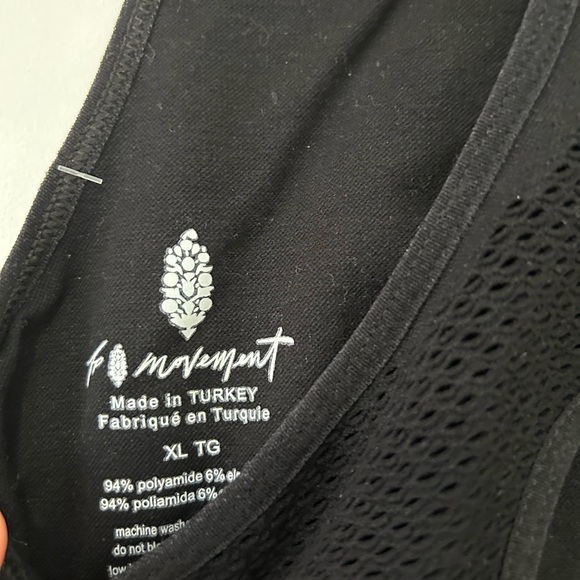 fp movement
Made in TURKEY
Fabriqué en Turquie
XL TG
94% polyamide 6%
94% poliamida 6%
machine wash
do not